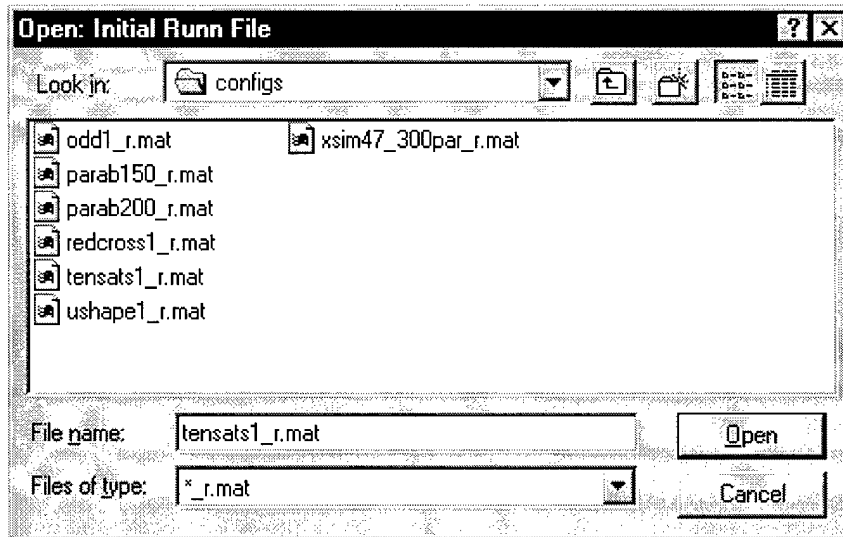 Open: Initial Runn File
? X
Look in: configs
odd1_r.mat xsim47_300par_r.mat
parab150_r.mat
parab200_r.mat
redcross1_r.mat
tensats1_r.mat
ushape1_r.mat
File name: tensats1_r.mat Open
Files of type: *_r.mat Cancel